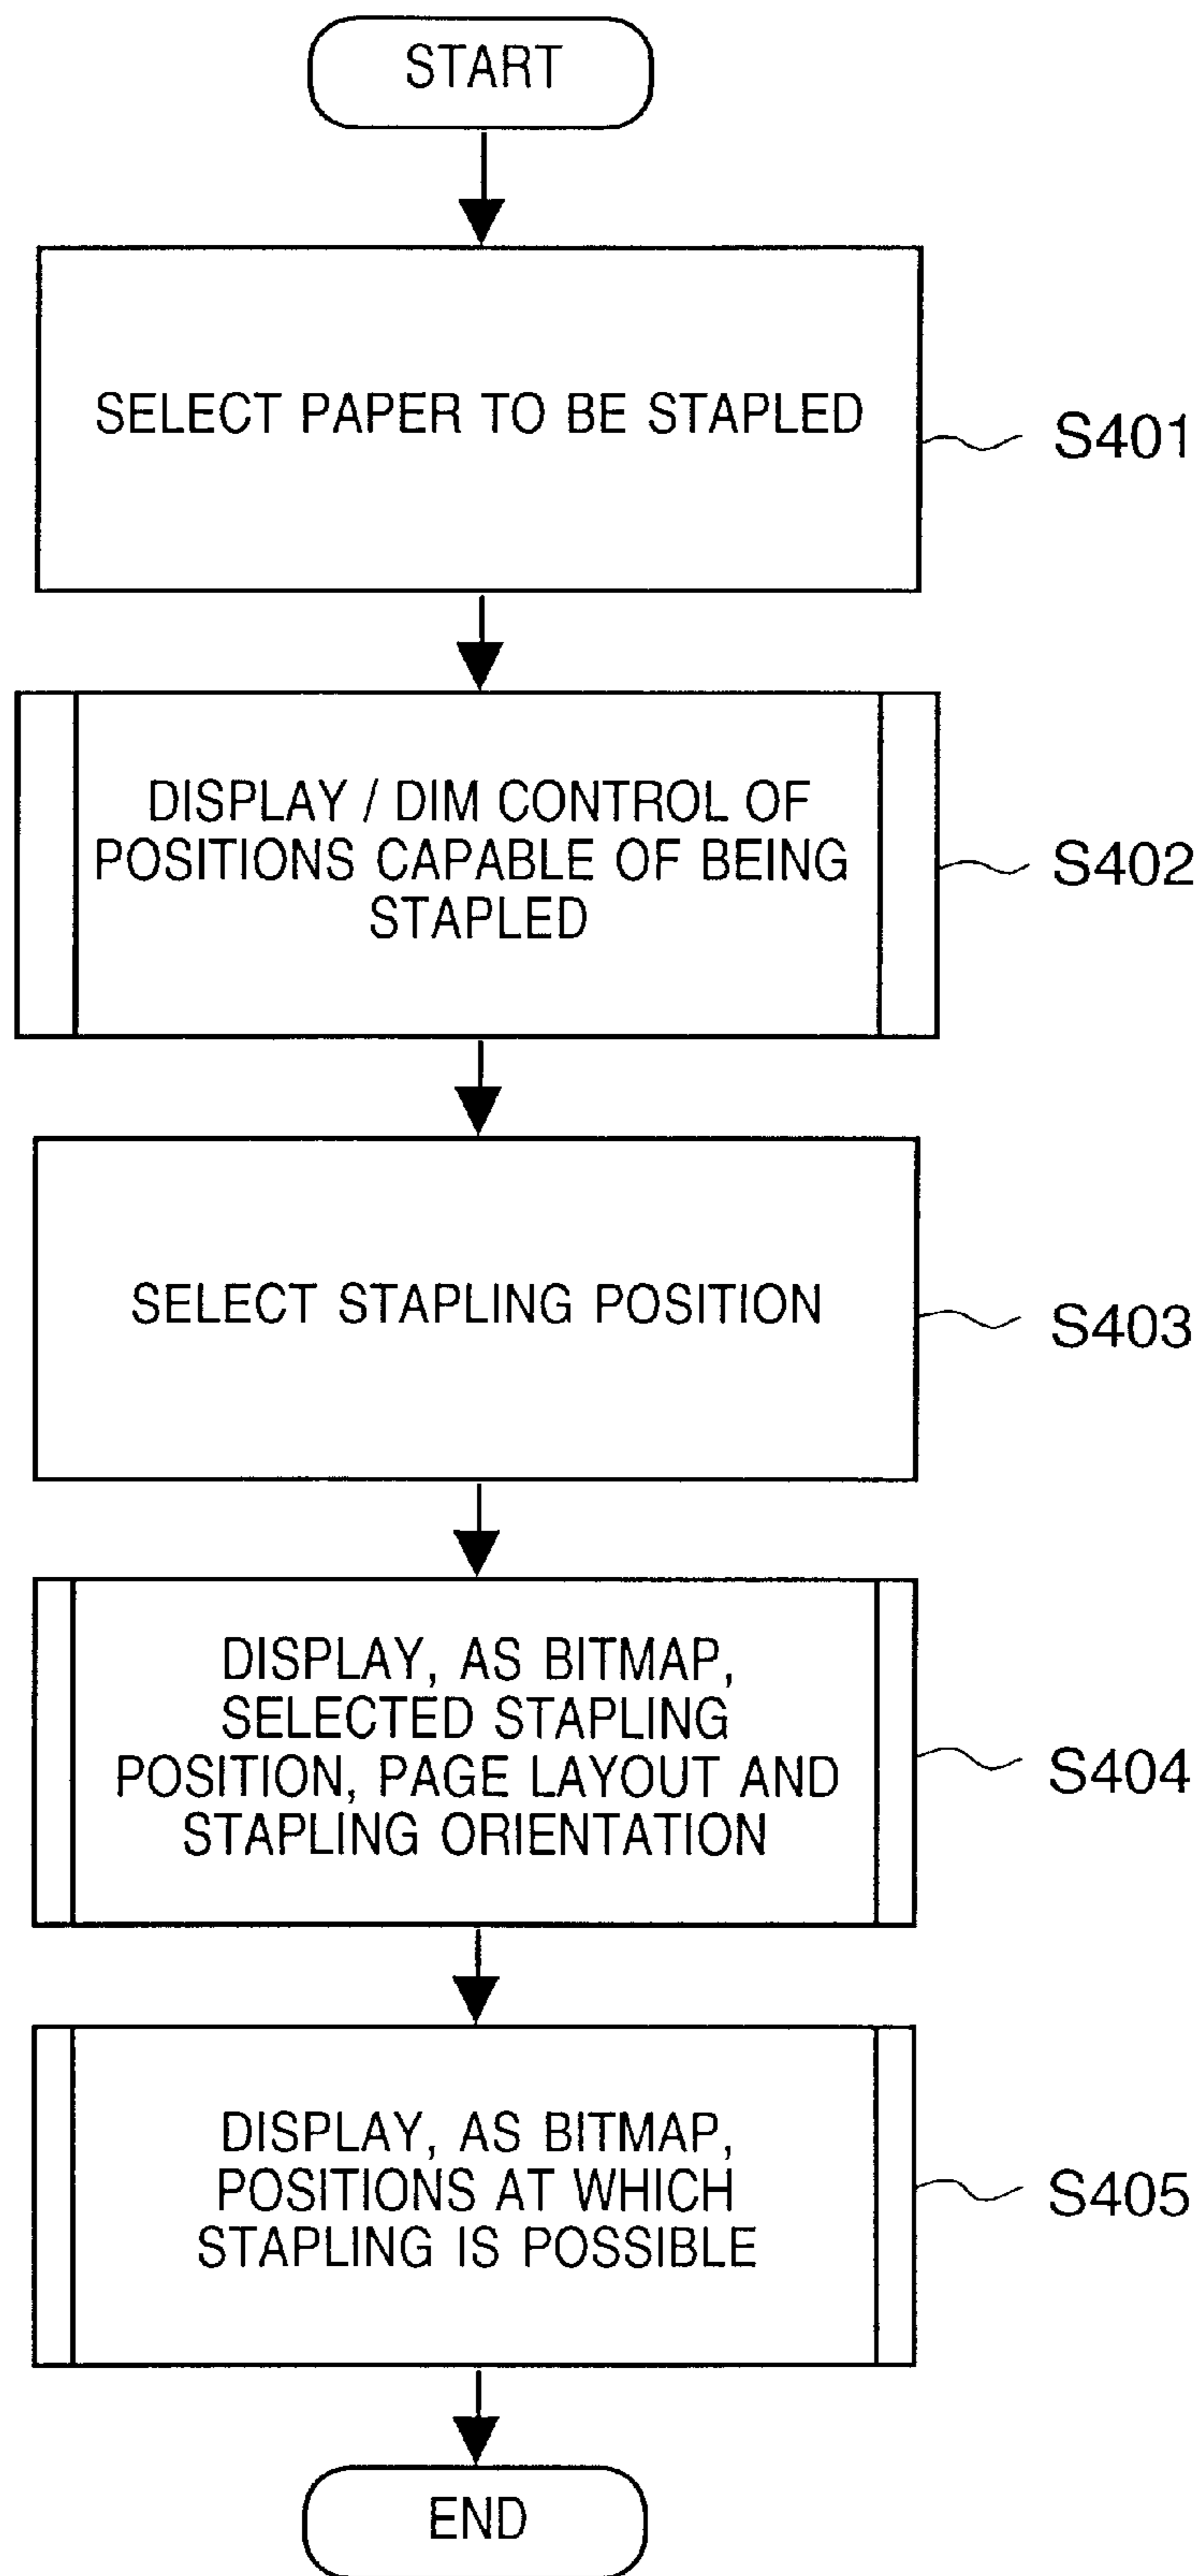 START
SELECT PAPER TO BE STAPLED
S401
DISPLAY / DIM CONTROL OF
POSITIONS CAPABLE OF BEING
STAPLED
S402
SELECT STAPLING POSITION
S403
DISPLAY, AS BITMAP,
SELECTED STAPLING
POSITION, PAGE LAYOUT AND
STAPLING ORIENTATION
S404
DISPLAY, AS BITMAP,
POSITIONS AT WHICH
STAPLING IS POSSIBLE
S405
END